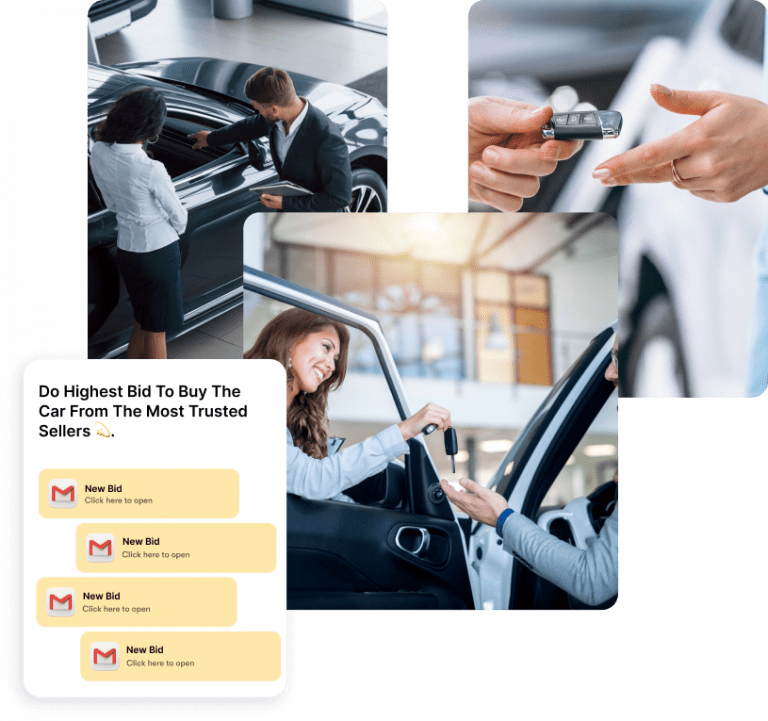 Do Highest Bid To Buy The
Car From The Most Trusted
Sellers 💫.
New Bid
Click here to open
New Bid
Click here to open
New Bid
Click here to open
New Bid
Click here to open